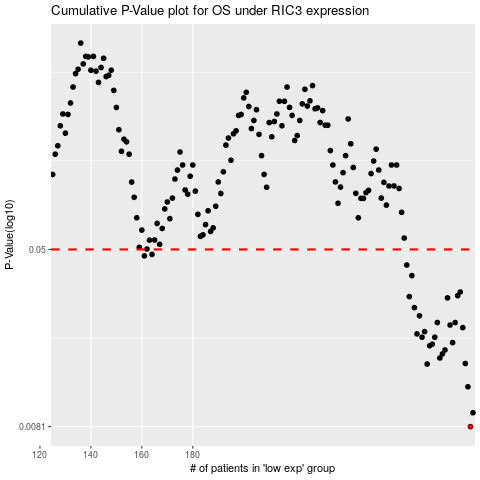 Cumulative P-Value plot for OS under RIC3 expression
P-Value(log10)
0.05
0.0081
120 140 160 180
# of patients in 'low exp' group